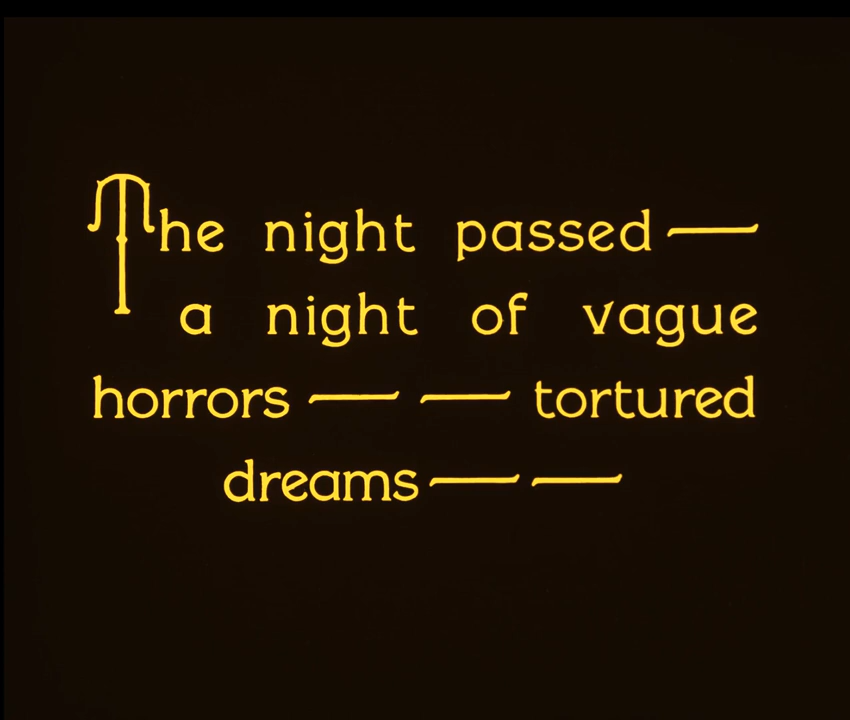 The night passed —
a night of vague
horrors — — tortured
dreams — —